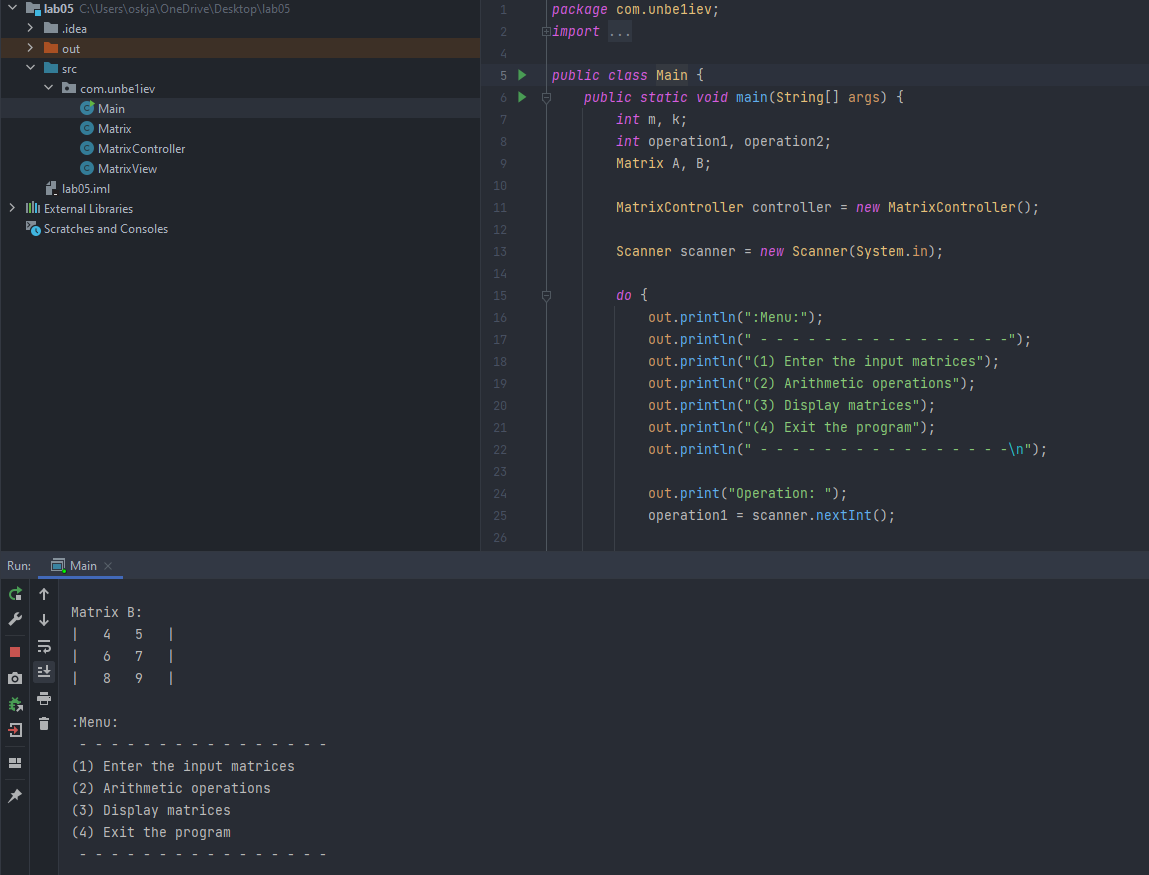 lab05 C:\Users\oskja\OneDrive\Desktop\lab05
.idea
out
src
com.unbe1iev
Main
Matrix
MatrixController
MatrixView
lab05.iml
External Libraries
Scratches and Consoles
1 package com.unbe1iev;
2 import ...
4
5 public class Main {
6 public static void main(String[] args) {
7 int m, k;
8 int operation1, operation2;
9 Matrix A, B;
10
11 MatrixController controller = new MatrixController();
12
13 Scanner scanner = new Scanner(System.in);
14
15 do {
16 out.println(":Menu:");
17 out.println(" - - - - - - - - - - - - - - - -");
18 out.println("(1) Enter the input matrices");
19 out.println("(2) Arithmetic operations");
20 out.println("(3) Display matrices");
21 out.println("(4) Exit the program");
22 out.println(" - - - - - - - - - - - - - - - -\n");
23
24 out.print("Operation: ");
25 operation1 = scanner.nextInt();
26
Run: Main
Matrix B:
| 4 5 |
| 6 7 |
| 8 9 |
:Menu:
- - - - - - - - - - - - - - - -
(1) Enter the input matrices
(2) Arithmetic operations
(3) Display matrices
(4) Exit the program
- - - - - - - - - - - - - - - -